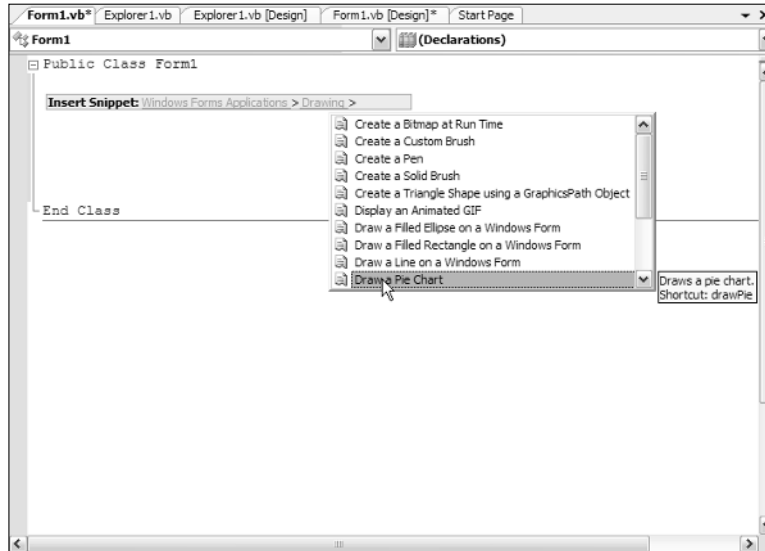 Form1.vb* Explorer1.vb Explorer1.vb [Design] Form1.vb [Design]* Start Page
Form1 (Declarations)
Public Class Form1
Insert Snippet: Windows Forms Applications > Drawing >
Create a Bitmap at Run Time
Create a Custom Brush
Create a Pen
Create a Solid Brush
Create a Triangle Shape using a GraphicsPath Object
Display an Animated GIF
Draw a Filled Ellipse on a Windows Form
Draw a Filled Rectangle on a Windows Form
Draw a Line on a Windows Form
Draw a Pie Chart
Draws a pie chart.
Shortcut: drawPie
End Class